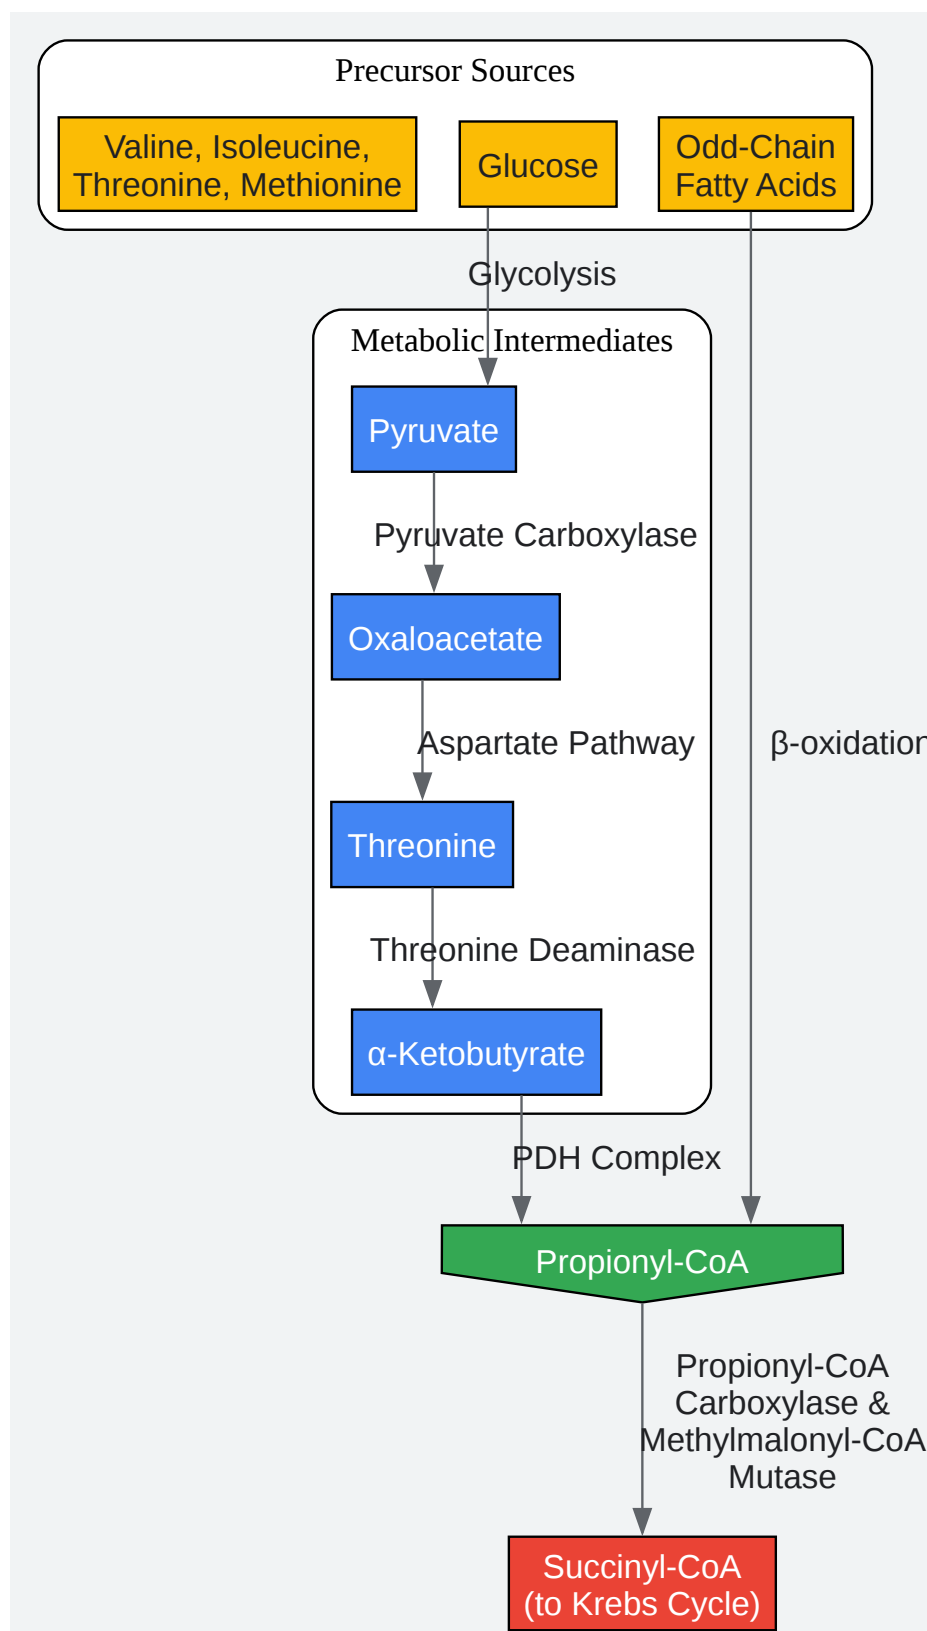 Precursor Sources
Valine, Isoleucine,
Threonine, Methionine
Glucose
Odd-Chain
Fatty Acids
Glycolysis
Metabolic Intermediates
Pyruvate
Pyruvate Carboxylase
Oxaloacetate
Aspartate Pathway
β-oxidation
Threonine
Threonine Deaminase
α-Ketobutyrate
PDH Complex
Propionyl-CoA
Propionyl-CoA
Carboxylase &
Methylmalonyl-CoA
Mutase
Succinyl-CoA
(to Krebs Cycle)